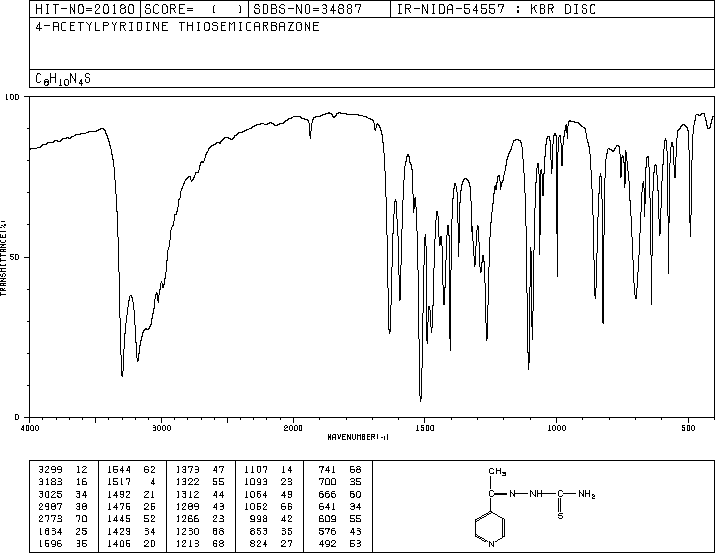 HIT-NO=20180 SCORE= ( ) SDBS-NO=34887 IR-NIDA-54557 : KBR DISC
4-ACETYLPYRIDINE THIOSEMICARBAZONE
C8H10N4S
100
50
0
TRANSMITTANCE(%)
4000 3000 2000 1500 1000 500
WAVENUMBER(-1)
3299 12 1544 62 1373 47 1107 14 741 68
3183 16 1517 4 1322 55 1093 23 700 35
3025 34 1492 21 1312 44 1064 49 666 60
2987 38 1476 26 1289 43 1052 66 641 34
2773 70 1445 52 1266 23 998 42 609 55
1634 25 1429 34 1230 68 853 35 576 43
1596 35 1405 20 1213 68 824 27 492 53
CH3
C N NH C NH2
S
N